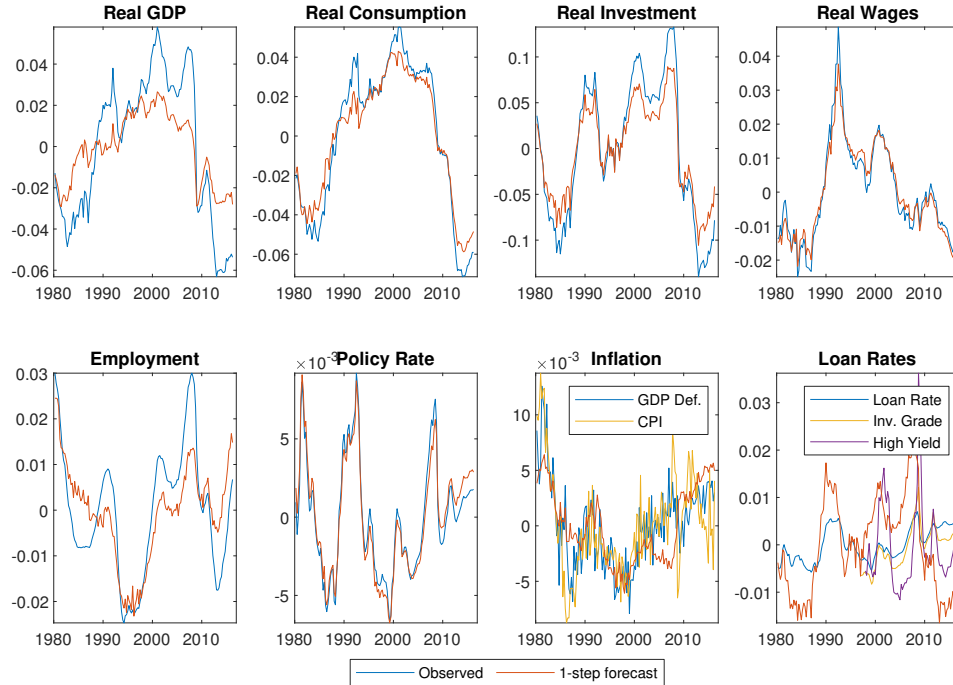 Real GDP
0.04
0.02
0
-0.02
-0.04
-0.06
1980 1990 2000 2010
Real Consumption
0.04
0.02
0
-0.02
-0.04
-0.06
1980 1990 2000 2010
Real Investment
0.1
0.05
0
-0.05
-0.1
1980 1990 2000 2010
Real Wages
0.04
0.03
0.02
0.01
0
-0.01
-0.02
1980 1990 2000 2010
Employment
0.03
0.02
0.01
0
-0.01
-0.02
1980 1990 2000 2010
×10⁻³ Policy Rate
5
0
-5
1980 1990 2000 2010
×10⁻³ Inflation
GDP Def.
CPI
10
5
0
-5
1980 1990 2000 2010
Loan Rates
Loan Rate
Inv. Grade
High Yield
0.03
0.02
0.01
0
-0.01
1980 1990 2000 2010
Observed 1-step forecast